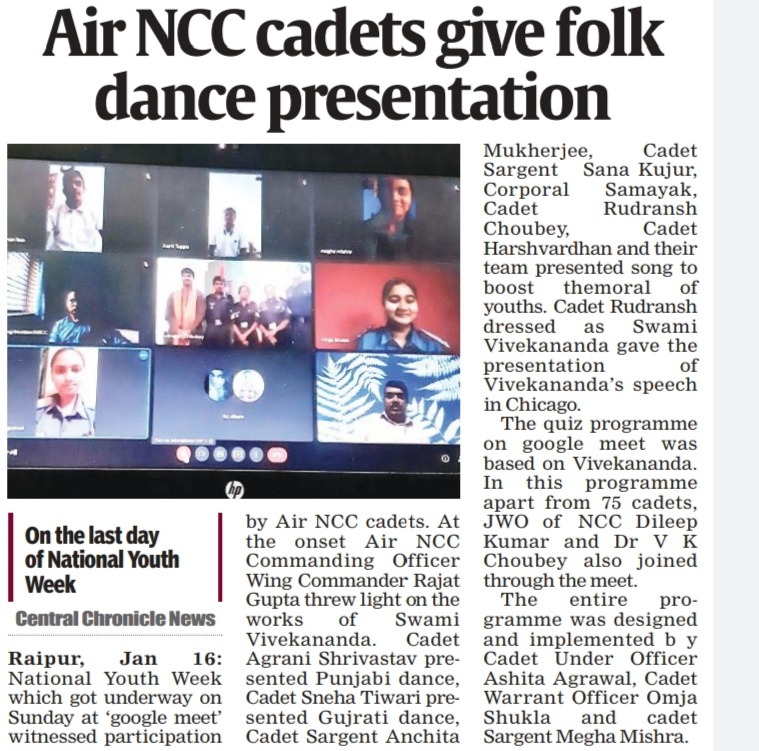 Air NCC cadets give folk
dance presentation
hp
On the last day
of National Youth
Week
Central Chronicle News
Raipur, Jan 16:
National Youth Week
which got underway on
Sunday at ‘google meet’
witnessed participation
by Air NCC cadets. At
the onset Air NCC
Commanding Officer
Wing Commander Rajat
Gupta threw light on the
works of Swami
Vivekananda. Cadet
Agrani Shrivastav pre-
sented Punjabi dance,
Cadet Sneha Tiwari pre-
sented Gujrati dance,
Cadet Sargent Anchita
Mukherjee, Cadet
Sargent Sana Kujur,
Corporal Samayak,
Cadet Rudransh
Choubey, Cadet
Harshvardhan and their
team presented song to
boost themoral of
youths. Cadet Rudransh
dressed as Swami
Vivekananda gave the
presentation of
Vivekananda’s speech
in Chicago.
The quiz programme
on google meet was
based on Vivekananda.
In this programme
apart from 75 cadets,
JWO of NCC Dileep
Kumar and Dr V K
Choubey also joined
through the meet.
The entire pro-
gramme was designed
and implemented b y
Cadet Under Officer
Ashita Agrawal, Cadet
Warrant Officer Omja
Shukla and cadet
Sargent Megha Mishra.